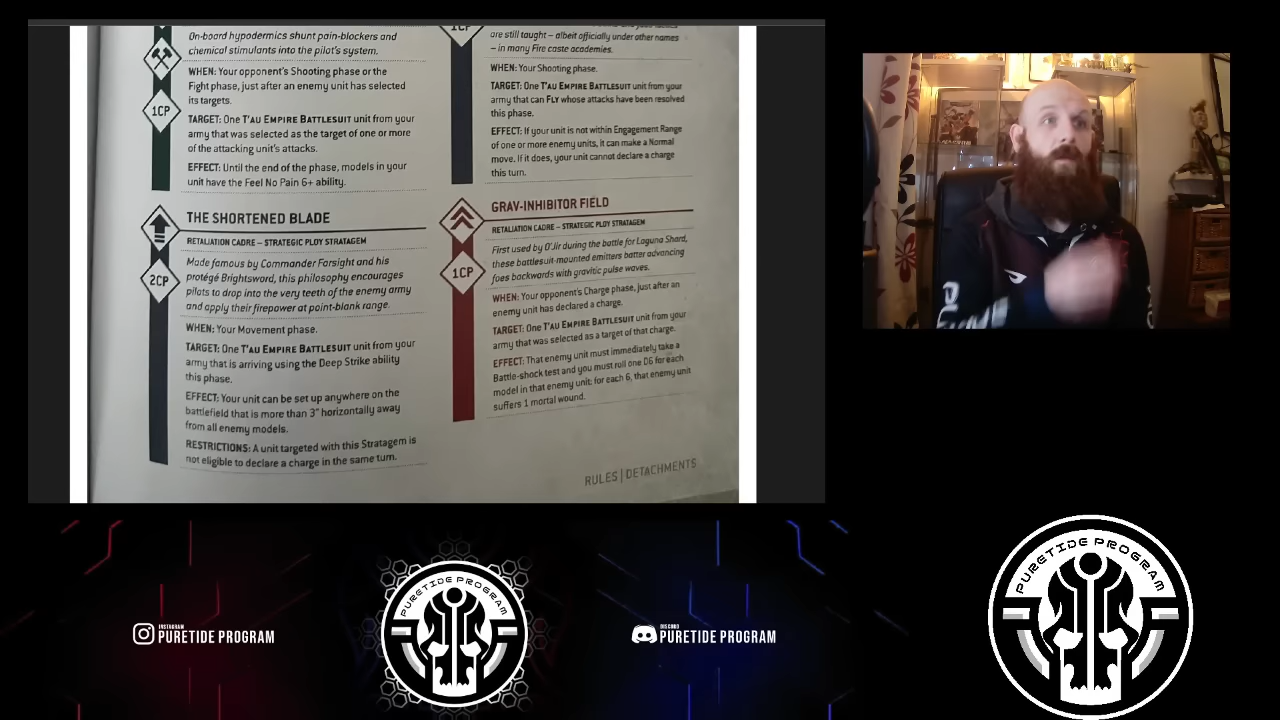 On-board hypodermics shunt pain-blockers and
chemical stimulants into the pilot's system.
WHEN: Your opponent's Shooting phase or the
Fight phase, just after an enemy unit has selected
its targets.
1CP
TARGET: One T'AU EMPIRE BATTLESUIT unit from your
army that was selected as the target of one or more
of the attacking unit's attacks.
EFFECT: Until the end of the phase, models in your
unit have the Feel No Pain 6+ ability.
THE SHORTENED BLADE
RETALIATION CADRE – STRATEGIC PLOY STRATAGEM
2CP
Made famous by Commander Farsight and his
protégé Brightsword, this philosophy encourages
pilots to drop into the very teeth of the enemy army
and apply their firepower at point-blank range.
WHEN: Your Movement phase.
TARGET: One T'AU EMPIRE BATTLESUIT unit from your
army that is arriving using the Deep Strike ability
this phase.
EFFECT: Your unit can be set up anywhere on the
battlefield that is more than 3" horizontally away
from all enemy models.
RESTRICTIONS: A unit targeted with this Stratagem is
not eligible to declare a charge in the same turn.
1CP
are still taught – albeit officially under other names
– in many Fire caste academies.
WHEN: Your Shooting phase.
TARGET: One T'AU EMPIRE BATTLESUIT unit from your
army that can FLY whose attacks have been resolved
this phase.
EFFECT: If your unit is not within Engagement Range
of one or more enemy units, it can make a Normal
move. If it does, your unit cannot declare a charge
this turn.
GRAV-INHIBITOR FIELD
RETALIATION CADRE – STRATEGIC PLOY STRATAGEM
1CP
First used by O'Jir during the battle for Laguna Shard,
these battlesuit-mounted emitters batter advancing
foes backwards with gravitic pulse waves.
WHEN: Your opponent's Charge phase, just after an
enemy unit has declared a charge.
TARGET: One T'AU EMPIRE BATTLESUIT unit from your
army that was selected as a target of that charge.
EFFECT: That enemy unit must immediately take a
Battle-shock test and you must roll one D6 for each
model in that enemy unit: for each 6, that enemy unit
suffers 1 mortal wound.
RULES | DETACHMENTS
INSTAGRAM
PURETIDE PROGRAM
PURETIDE PROGRAM
DISCORD
PURETIDE PROGRAM
PURETIDE PROGRAM